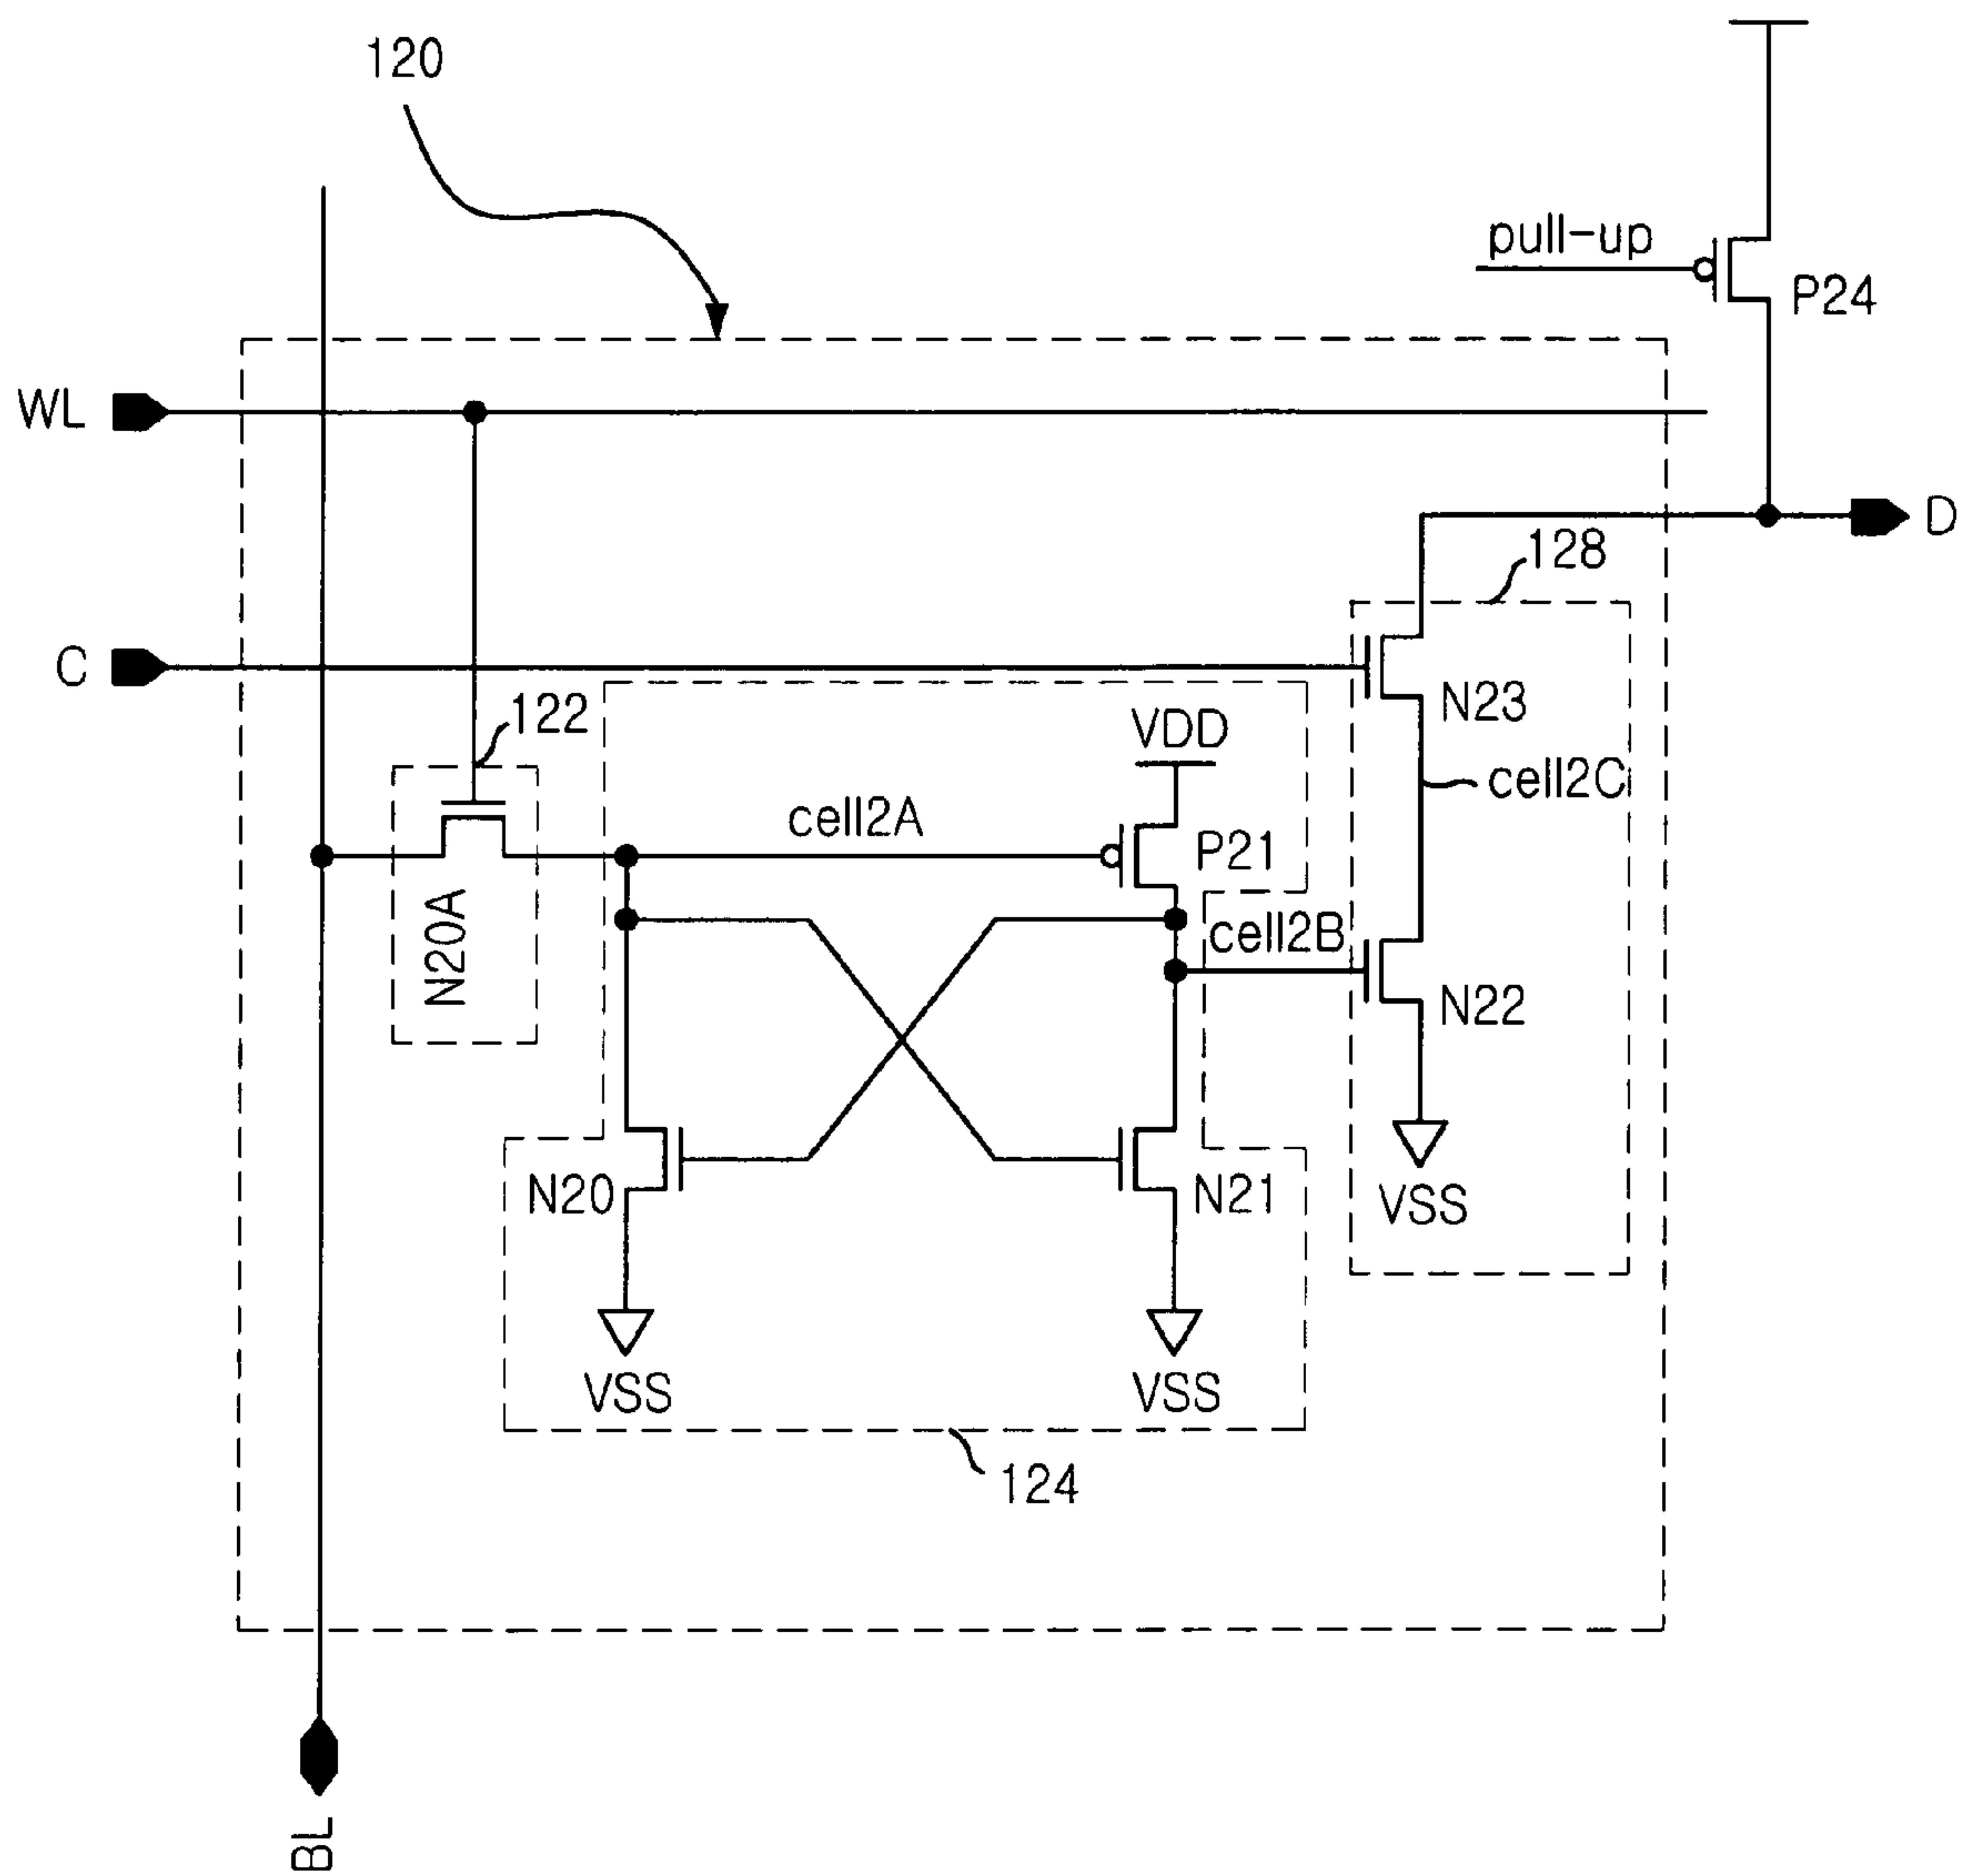 120
pull-up
P24
WL
D
128
C
N23
122
VDD
cell2C
cell2A
P21
N20A
cell2B
N22
N20
N21
VSS
VSS
VSS
124
BL